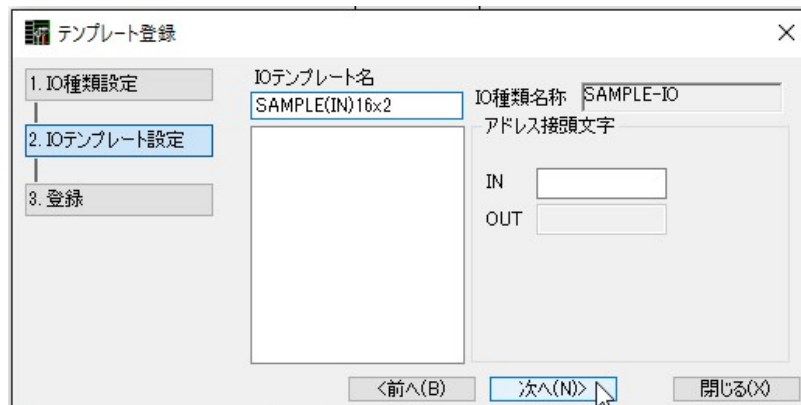 テンプレート登録
1. IO種類設定
2. IOテンプレート設定
3. 登録
IOテンプレート名
SAMPLE(IN)16x2
IO種類名称 SAMPLE-IO
アドレス接頭文字
IN
OUT
<前へ(B)
次へ(N)>
閉じる(X)